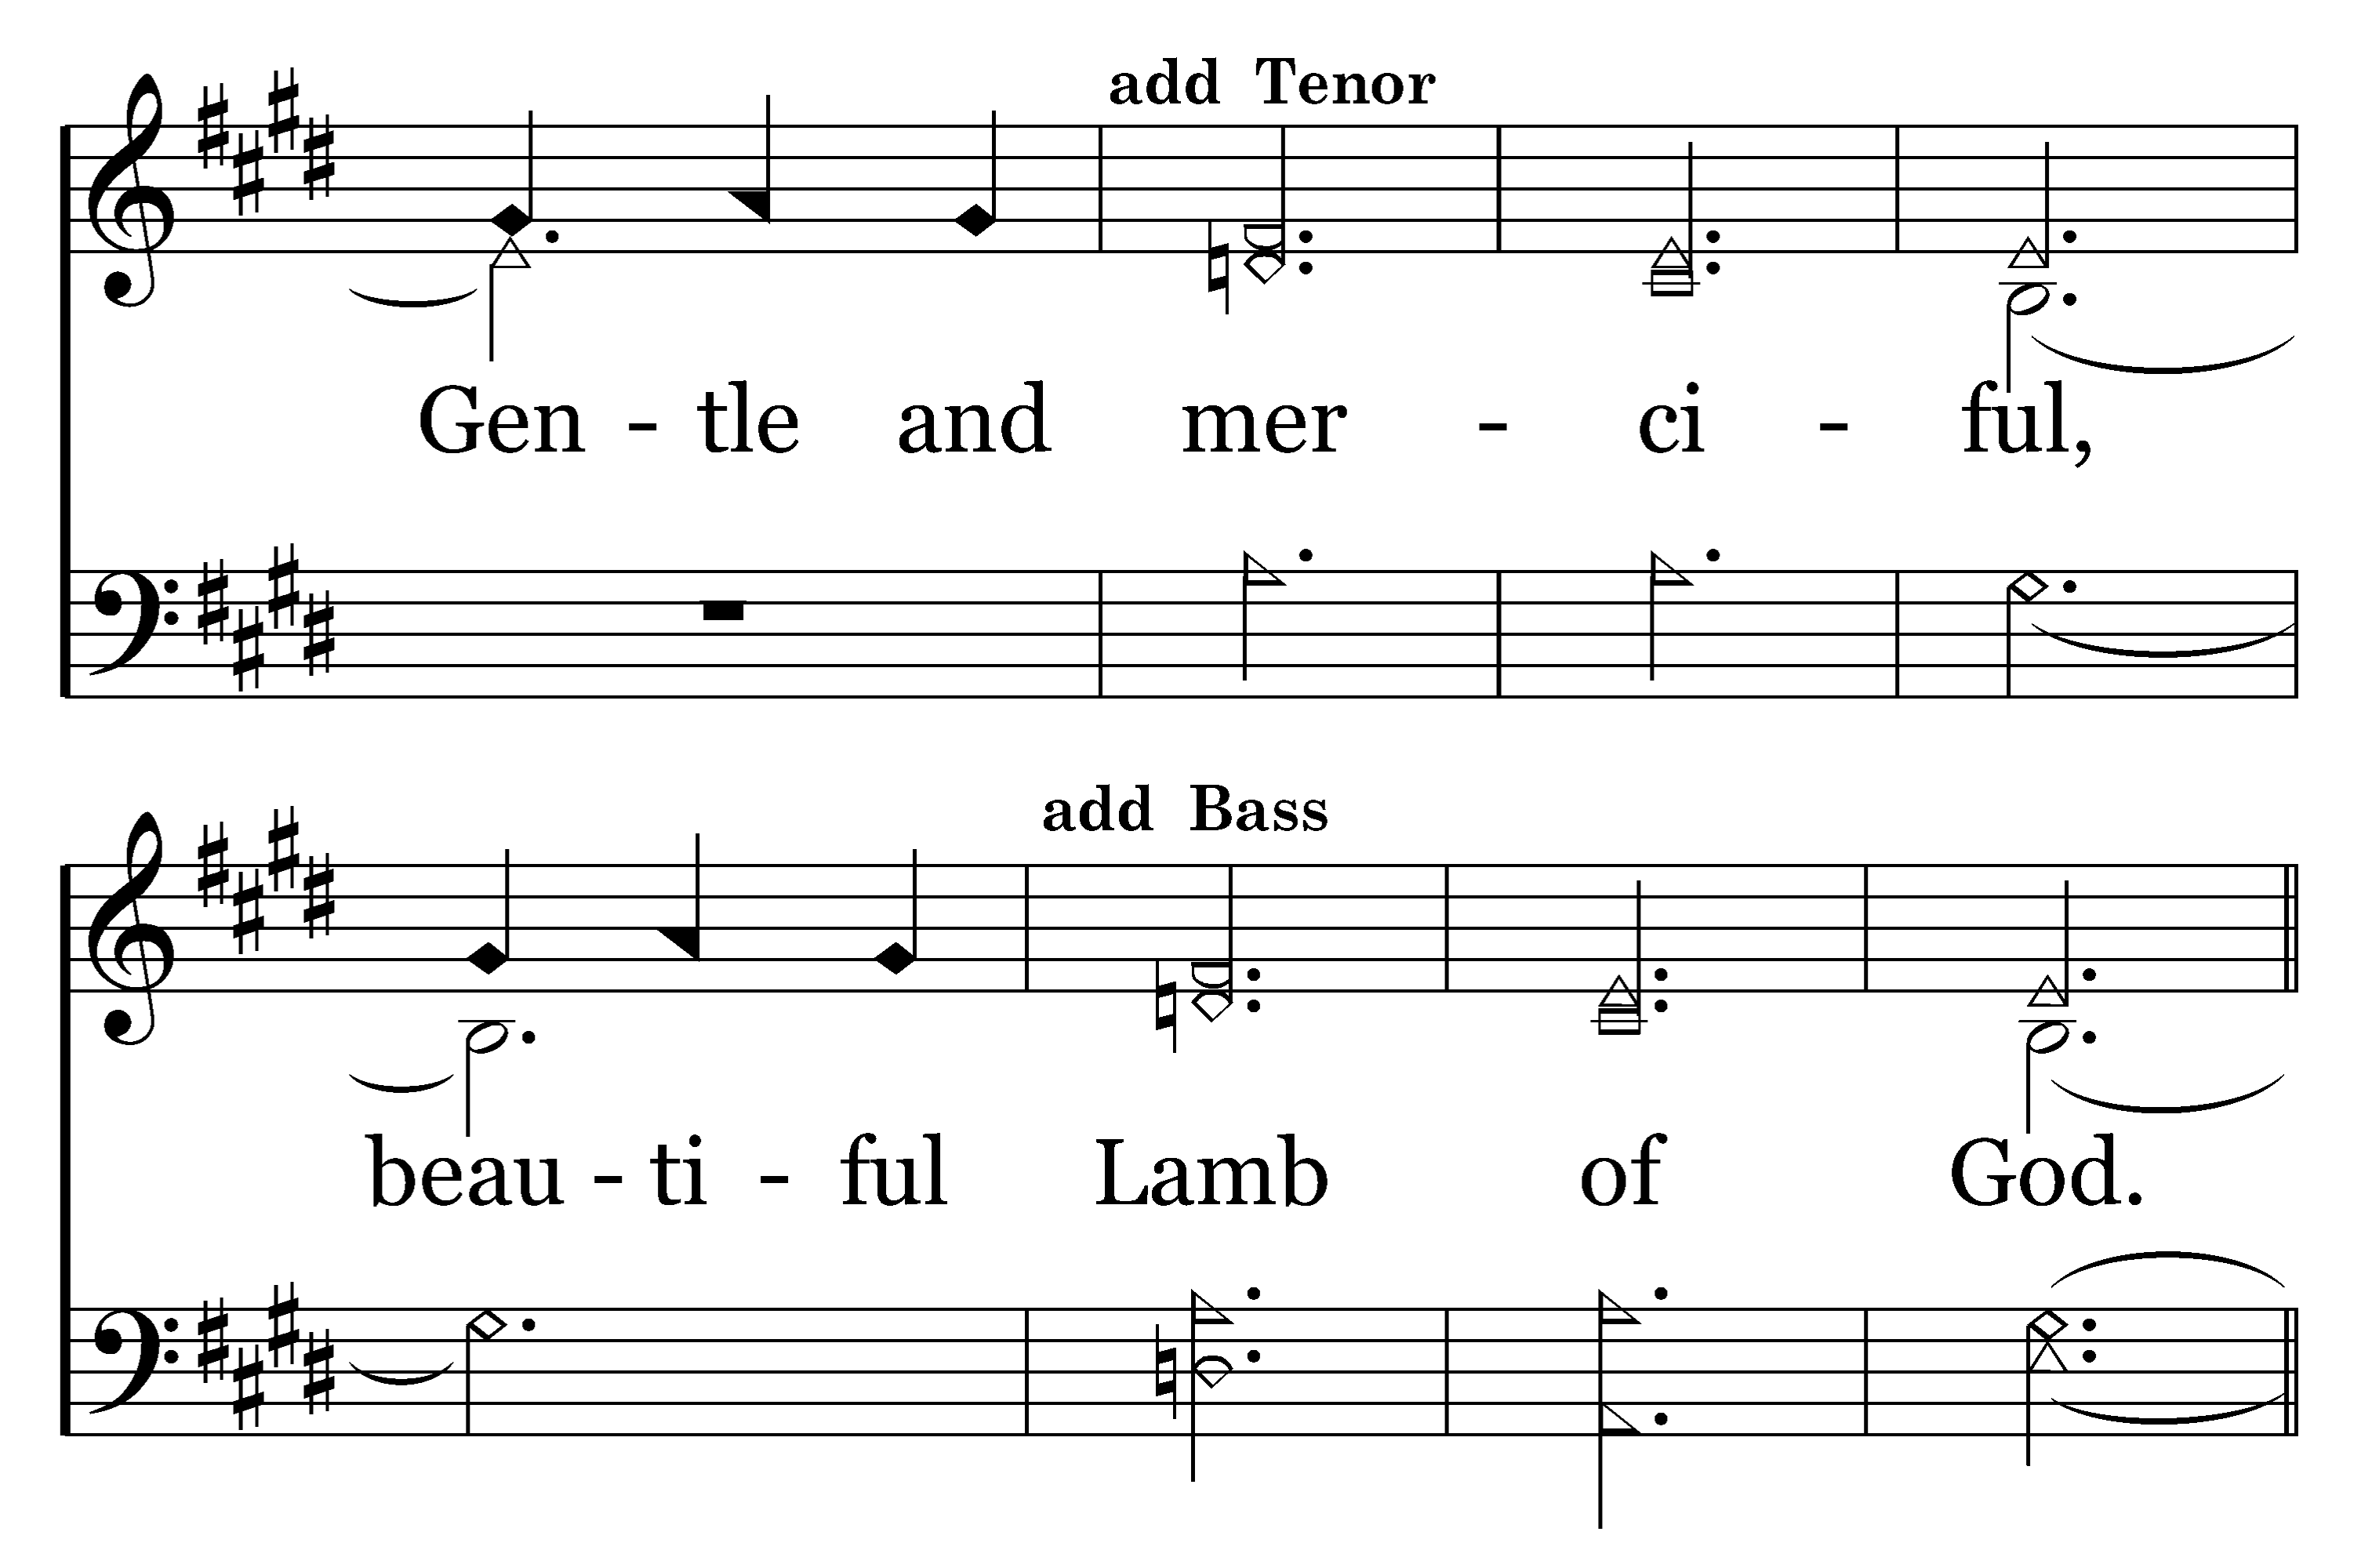 add Tenor
Gen - tle and mer - ci - ful,
add Bass
beau - ti - ful Lamb of God.